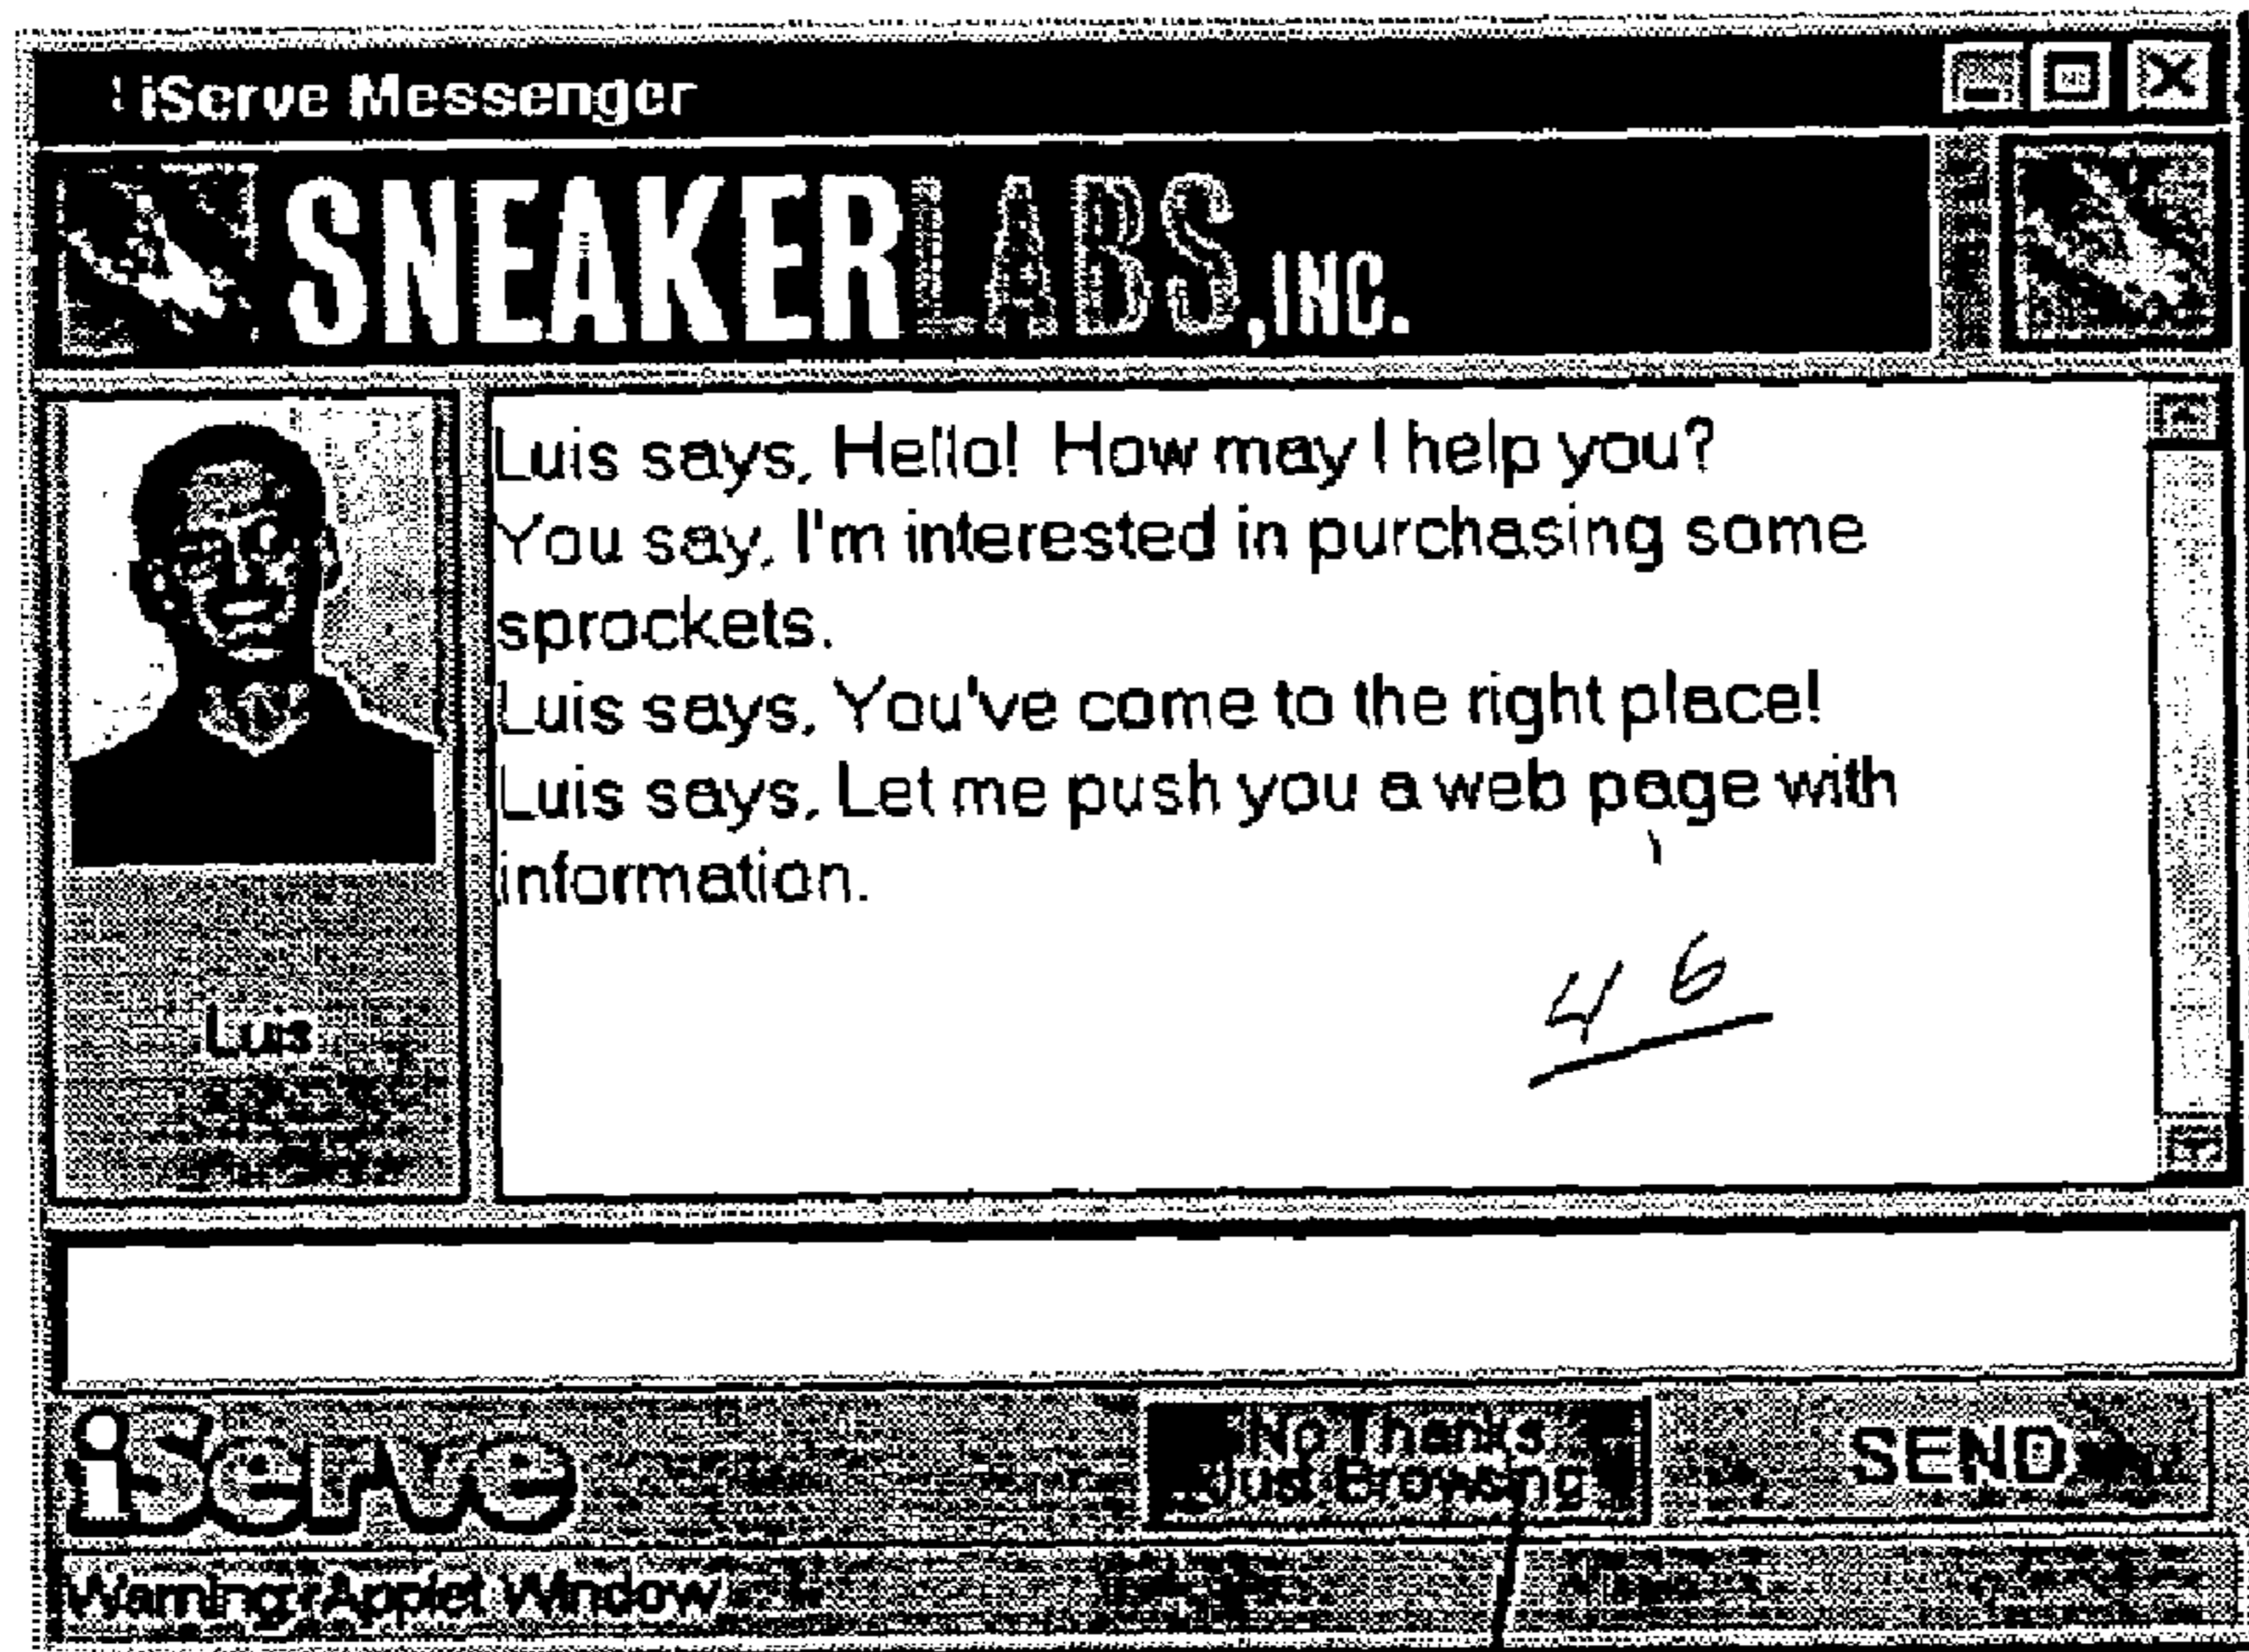 iServe Messenger
SNEAKERLABS, INC.
Luis says, Hello! How may I help you?
You say, I'm interested in purchasing some
sprockets.
Luis says, You've come to the right place!
Luis says, Let me push you a web page with
information.
46
Luis
iServe
No Thanks
Just Browsing
SEND
Warning: Applet Window